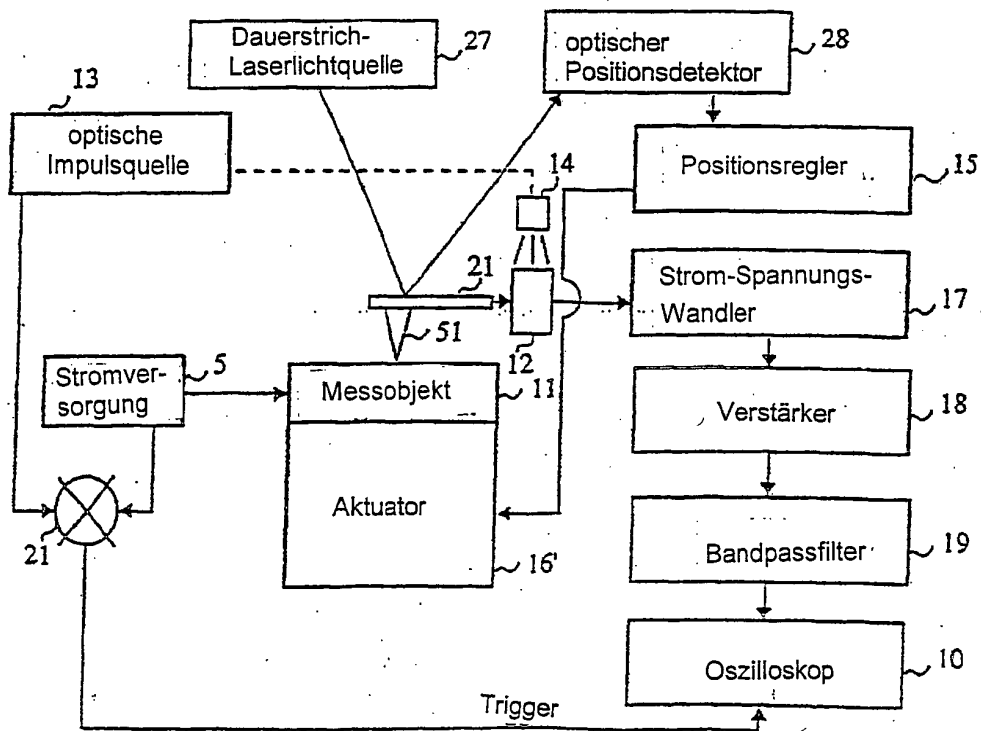 Dauerstrich-
Laserlichtquelle
27
optischer
Positionsdetektor
28
13
optische
Impulsquelle
14
Positionsregler
15
21
12
Strom-Spannungs-
Wandler
17
51
5
Stromver-
sorgung
Messobjekt
11
Verstärker
18
21
Aktuator
16'
Bandpassfilter
19
Oszilloskop
10
Trigger